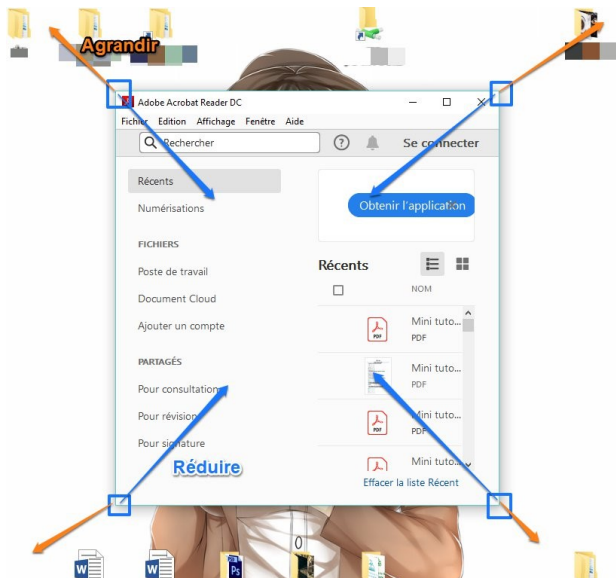 Agrandir
Adobe Acrobat Reader DC
Fichier Edition Affichage Fenêtre Aide
Rechercher
Se connecter
Récents
Numérisations
Obtenir l'application
FICHIERS
Poste de travail
Document Cloud
Ajouter un compte
Récents
NOM
Mini tuto...
PDF
Mini tuto...
PDF
Mini tuto...
PDF
Mini tuto...
PARTAGÉS
Pour consultation
Pour révision
Pour signature
Réduire
Effacer la liste Récent